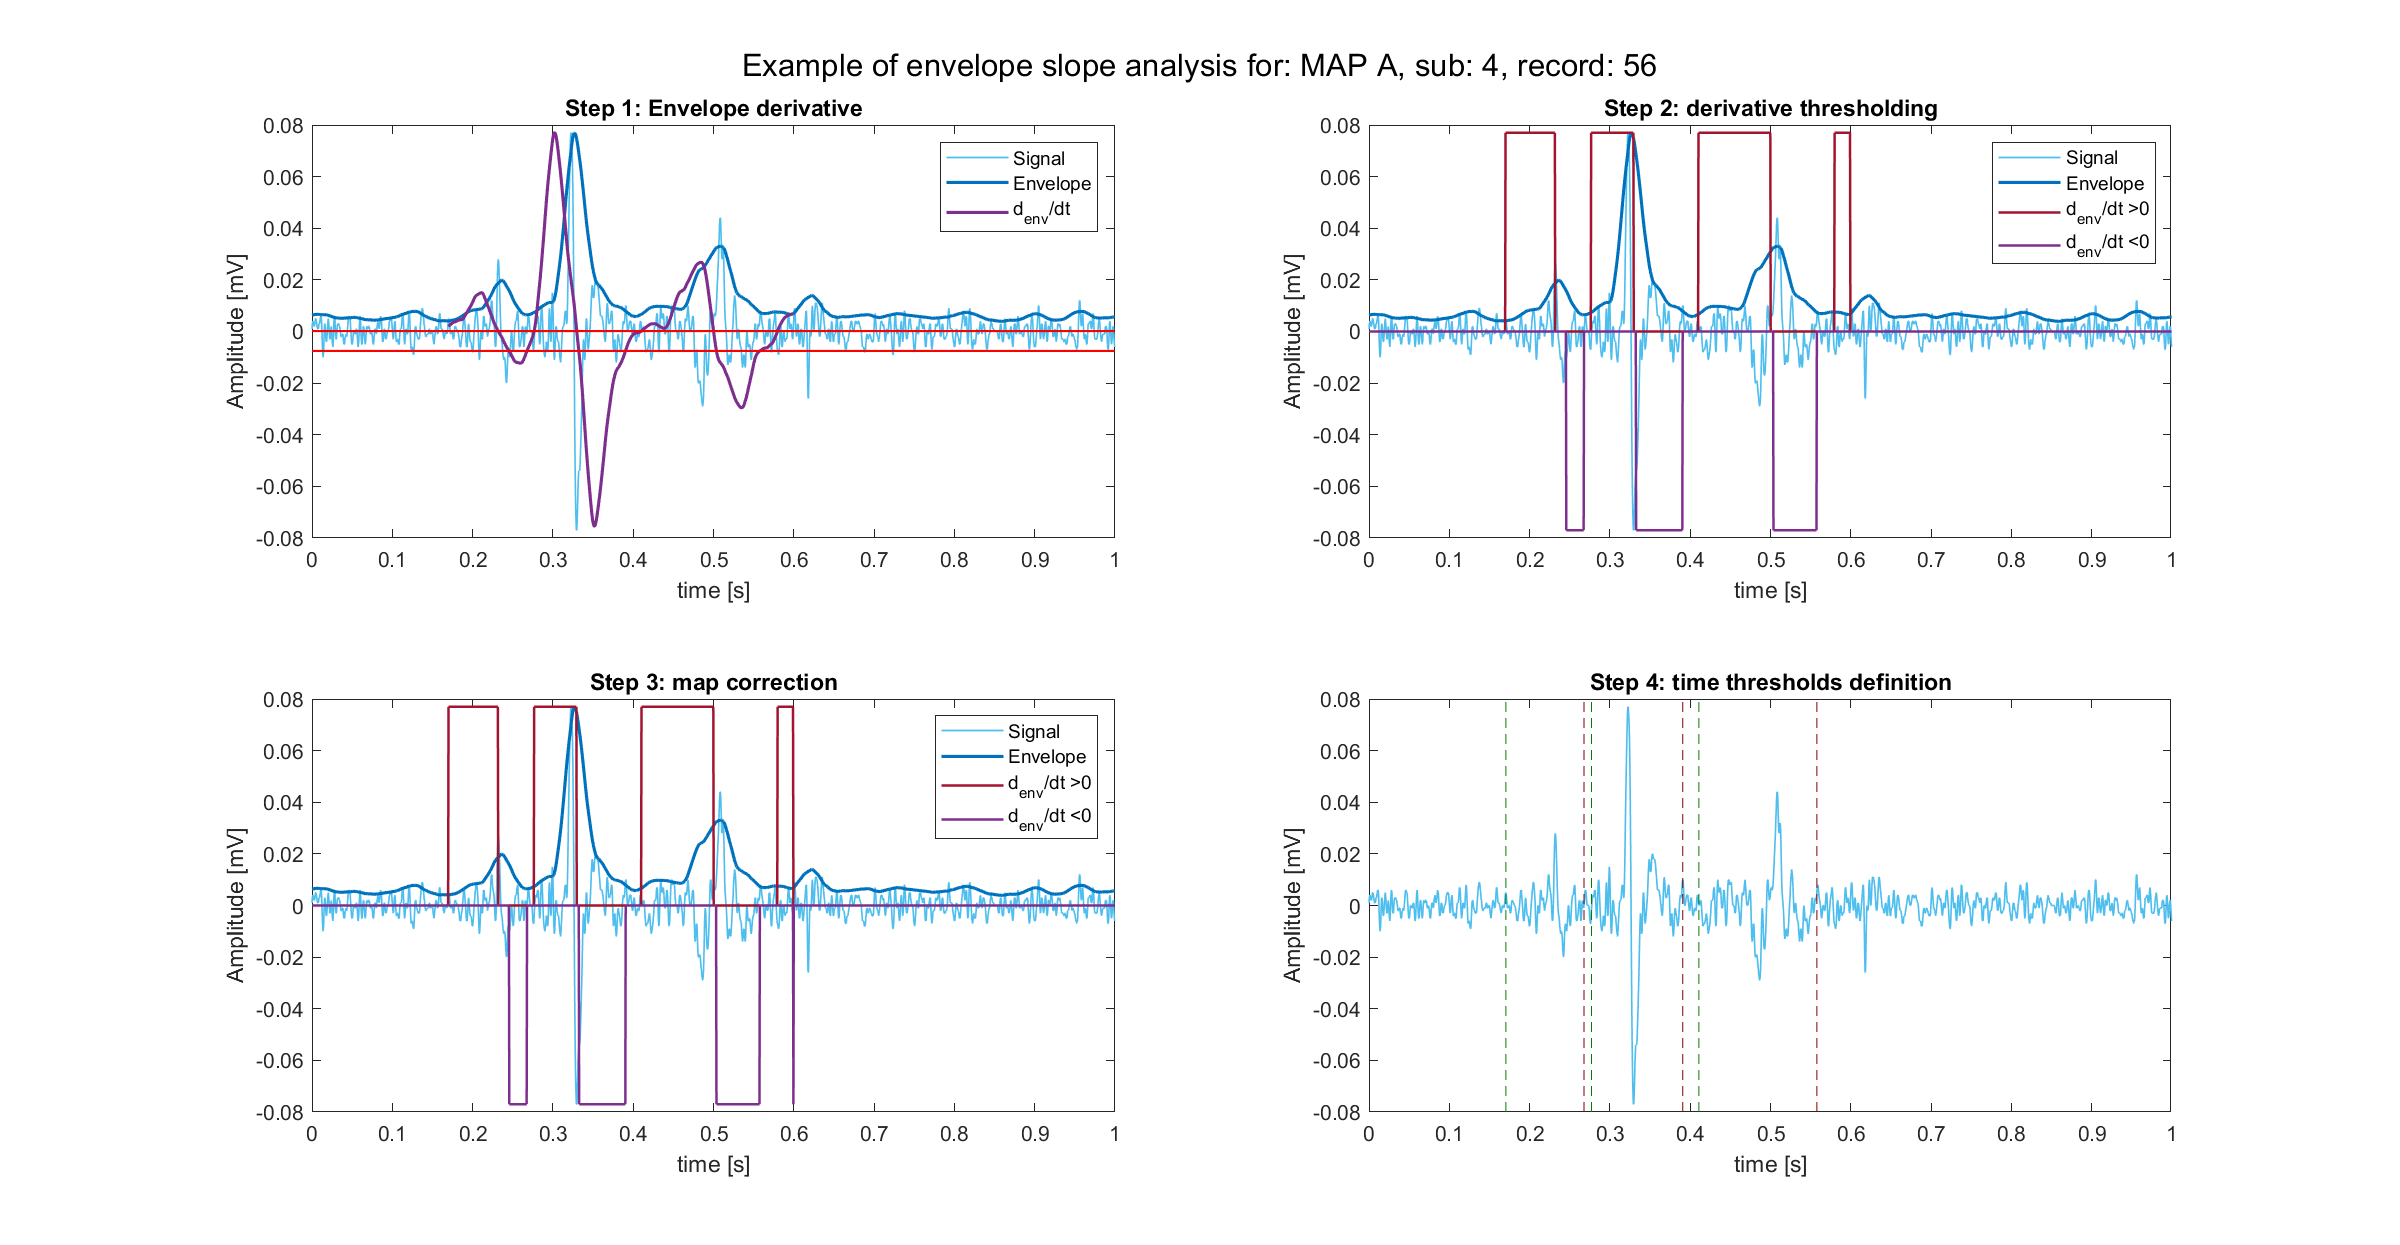 Example of envelope slope analysis for: MAP A, sub: 4, record: 56
Step 1: Envelope derivative
0.08
0.06
0.04
0.02
0
-0.02
-0.04
-0.06
-0.08
Amplitude [mV]
0 0.1 0.2 0.3 0.4 0.5 0.6 0.7 0.8 0.9 1
time [s]
Signal
Envelope
d_env/dt
Step 2: derivative thresholding
0.08
0.06
0.04
0.02
0
-0.02
-0.04
-0.06
-0.08
Amplitude [mV]
0 0.1 0.2 0.3 0.4 0.5 0.6 0.7 0.8 0.9 1
time [s]
Signal
Envelope
d_env/dt >0
d_env/dt <0
Step 3: map correction
0.08
0.06
0.04
0.02
0
-0.02
-0.04
-0.06
-0.08
Amplitude [mV]
0 0.1 0.2 0.3 0.4 0.5 0.6 0.7 0.8 0.9 1
time [s]
Signal
Envelope
d_env/dt >0
d_env/dt <0
Step 4: time thresholds definition
0.08
0.06
0.04
0.02
0
-0.02
-0.04
-0.06
-0.08
Amplitude [mV]
0 0.1 0.2 0.3 0.4 0.5 0.6 0.7 0.8 0.9 1
time [s]